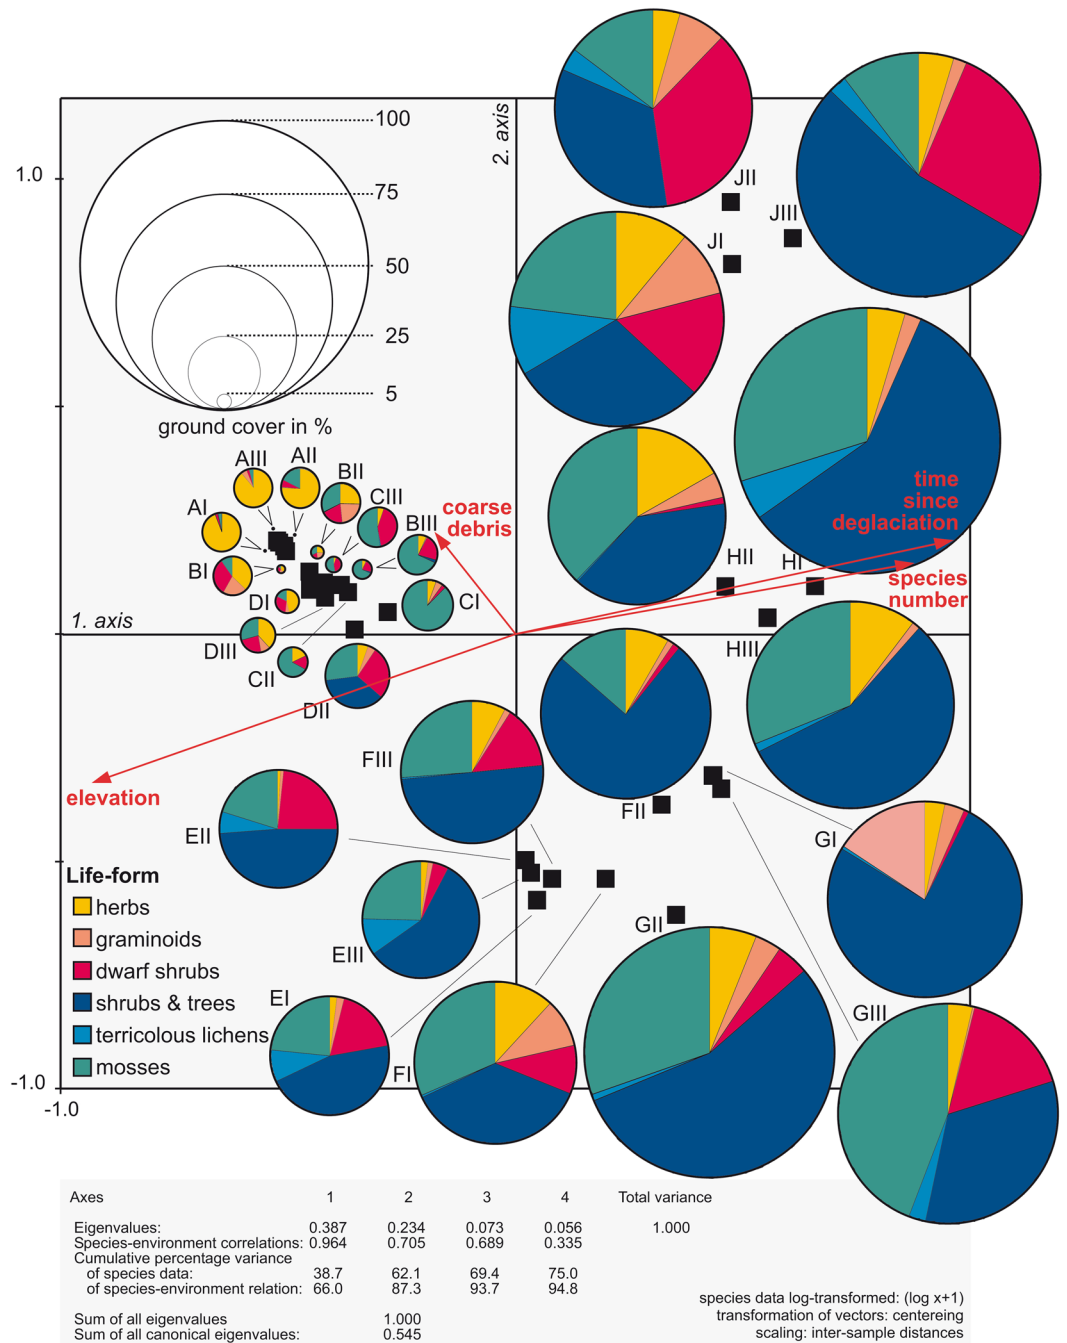 2. axis
100
1.0
75
50
25
5
ground cover in %
JII
JIII
JI
AIII
AII
BII
CIII
AI
BIII
BI
DI
CI
DIII
CII
DII
coarse
debris
time
since
deglaciation
HII
HI
species
number
1. axis
HIII
elevation
FIII
FII
EII
GI
Life-form
herbs
graminoids
dwarf shrubs
shrubs & trees
terricolous lichens
mosses
GII
EIII
EI
GIII
FI
-1.0
-1.0
Axes 1 2 3 4 Total variance
Eigenvalues: 0.387 0.234 0.073 0.056 1.000
Species-environment correlations: 0.964 0.705 0.689 0.335
Cumulative percentage variance
of species data: 38.7 62.1 69.4 75.0
of species-environment relation: 66.0 87.3 93.7 94.8
Sum of all eigenvalues 1.000
Sum of all canonical eigenvalues: 0.545
species data log-transformed: (log x+1)
transformation of vectors: centereing
scaling: inter-sample distances